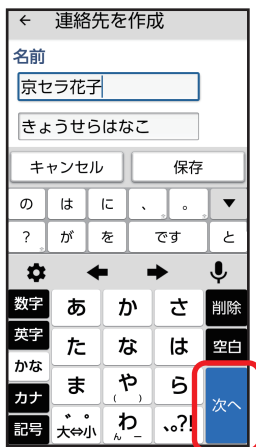 ← 連絡先を作成
名前
京セラ花子
きょうせらはなこ
キャンセル 保存
の は に 、 。 ▼
? が を です と
数字 あ か さ 削除
英字 た な は 空白
かな
カナ ま や ( ) ら 次へ
記号 大⇔小 ゛゜ わ ん ー 、。?!